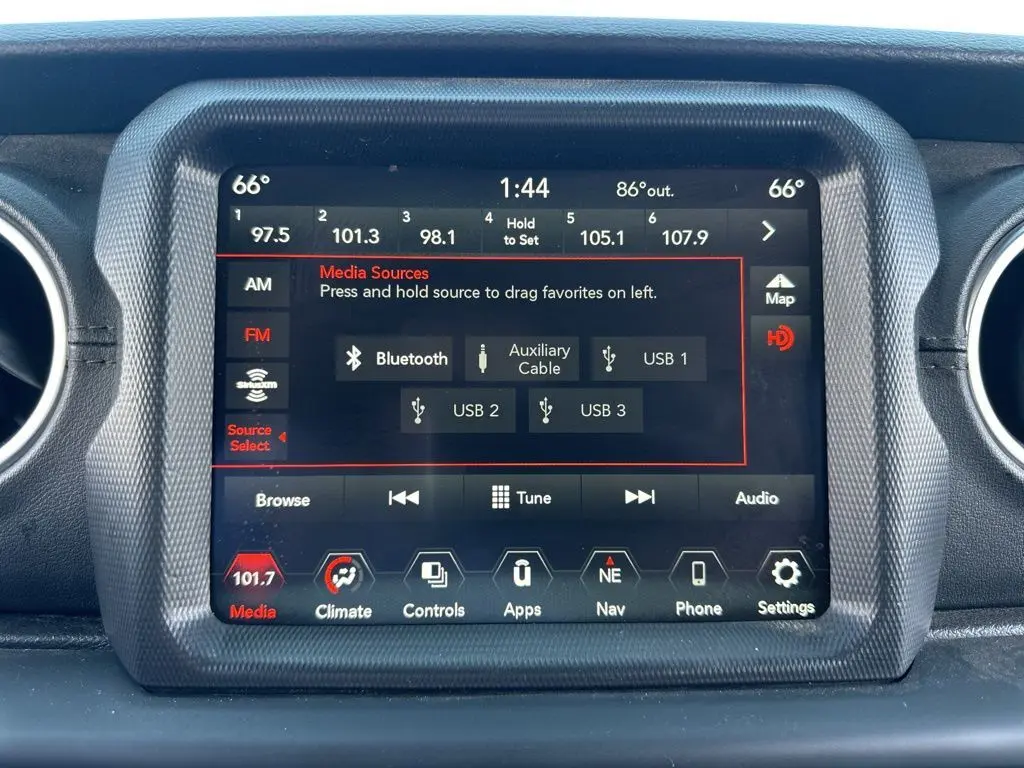 66° 1:44 86°out. 66°
1 97.5 2 101.3 3 98.1 4 Hold to Set 5 105.1 6 107.9
AM
FM
SiriusXM
Source
Select
Media Sources
Press and hold source to drag favorites on left.
Bluetooth
Auxiliary
Cable
USB 1
USB 2
USB 3
Map
HD
Browse
Tune
Audio
101.7
NE
Media
Climate
Controls
Apps
Nav
Phone
Settings